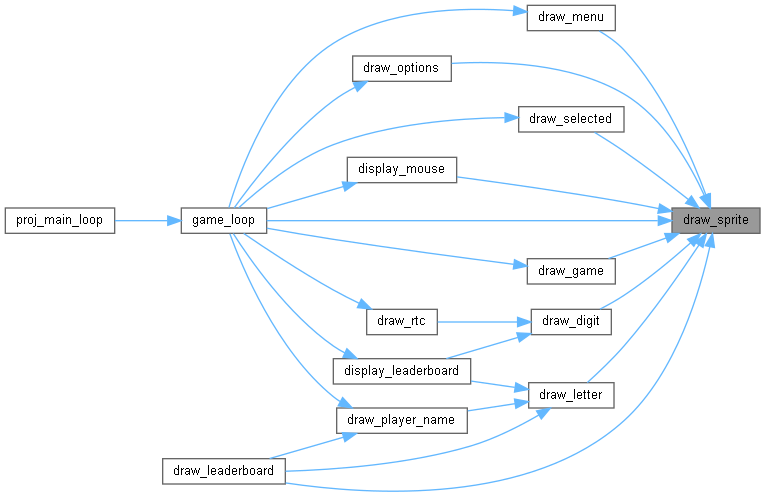 draw_menu
draw_options
draw_selected
display_mouse
proj_main_loop
game_loop
draw_sprite
draw_game
draw_rtc
draw_digit
display_leaderboard
draw_letter
draw_player_name
draw_leaderboard